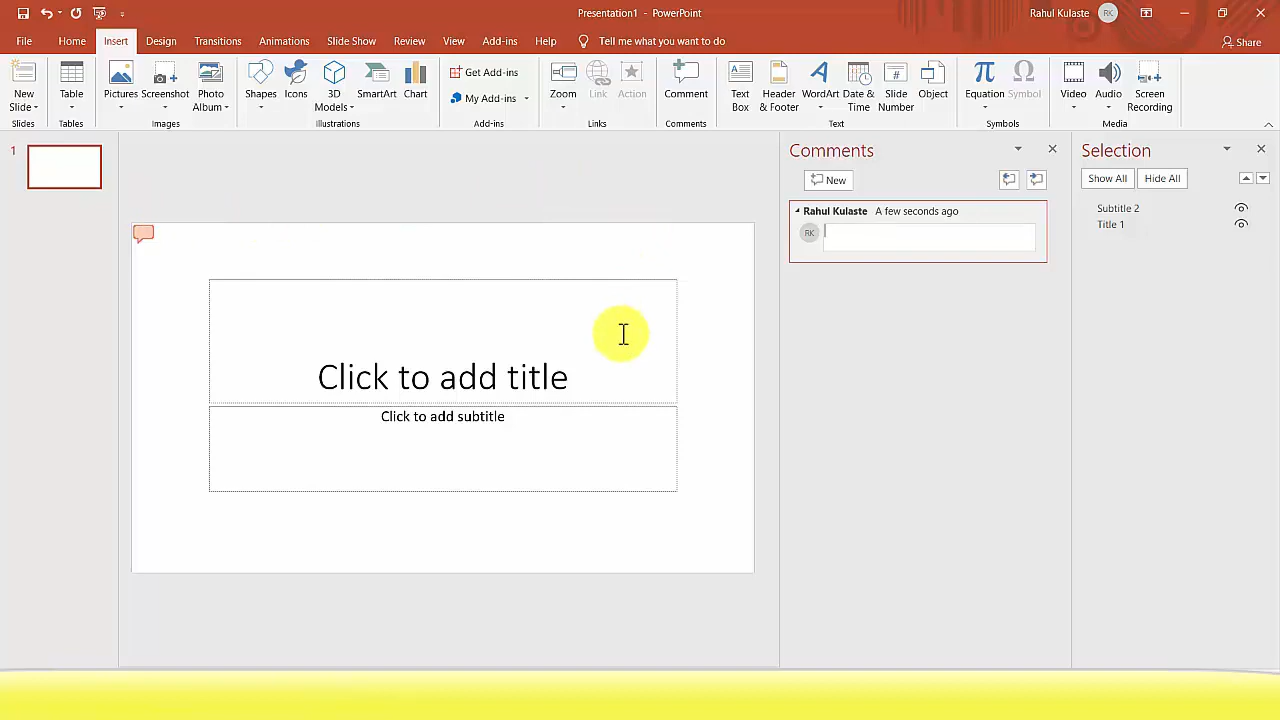 Presentation1 - PowerPoint
Rahul Kulaste RK
File Home Insert Design Transitions Animations Slide Show Review View Add-ins Help Tell me what you want to do Share
New Slide Table Pictures Screenshot Photo Album Shapes Icons 3D Models SmartArt Chart Get Add-ins My Add-ins Zoom Link Action Comment Text Box Header & Footer WordArt Date & Time Slide Number Object Equation Symbol Video Audio Screen Recording
Slides Tables Images Illustrations Add-ins Links Comments Text Symbols Media
1
Click to add title
Click to add subtitle
Comments
New
Rahul Kulaste A few seconds ago
RK
Selection
Show All Hide All
Subtitle 2
Title 1